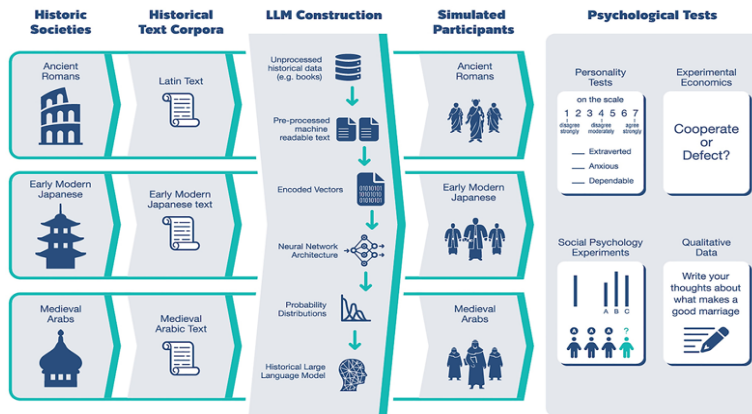 Historic
Societies
Historical
Text Corpora
LLM Construction
Simulated
Participants
Psychological Tests
Ancient
Romans
Latin Text
Unprocessed
historical data
(e.g. books)
Ancient
Romans
Pre-processed
machine
readable text
Early Modern
Japanese
Early Modern
Japanese text
Encoded Vectors
01010101
01010101
01010101
Early Modern
Japanese
Neural Network
Architecture
Medieval
Arabs
Medieval
Arabic Text
Probability
Distributions
Medieval
Arabs
Historical Large
Language Model
Personality
Tests
on the scale
1 2 3 4 5 6 7
disagree
strongly
disagree
moderately
agree
strongly
Extraverted
Anxious
Dependable
Experimental
Economics
Cooperate
or
Defect?
Social Psychology
Experiments
A B C
A A A ?
Qualitative
Data
Write your
thoughts about
what makes a
good marriage